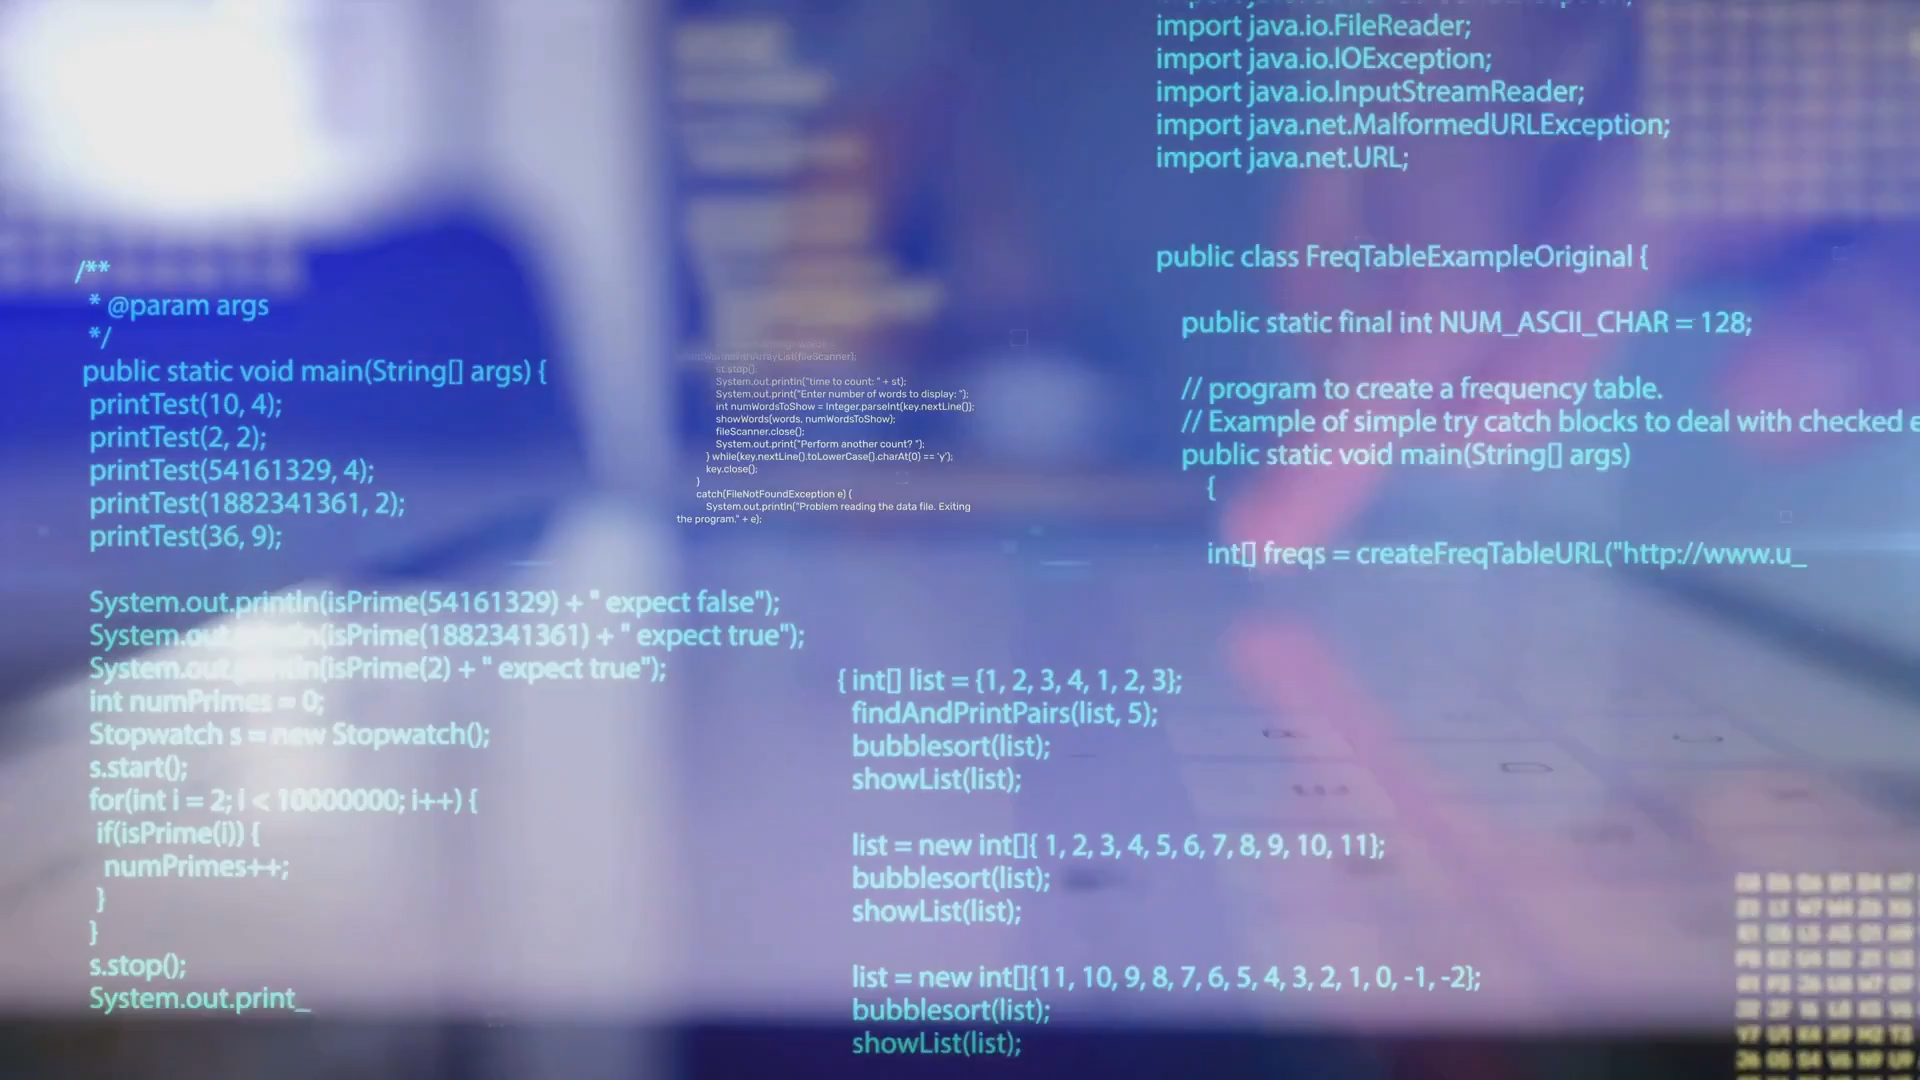 /**
* @param args
*/
public static void main(String[] args) {
printTest(10, 4);
printTest(2, 2);
printTest(54161329, 4);
printTest(1882341361, 2);
printTest(36, 9);
System.out.println(isPrime(54161329) + " expect false");
System.out.println(isPrime(1882341361) + " expect true");
System.out.println(isPrime(2) + " expect true");
int numPrimes = 0;
Stopwatch s = new Stopwatch();
s.start();
for(int i = 2; i < 10000000; i++) {
if(isPrime(i)) {
numPrimes++;
}
}
s.stop();
System.out.print_
st.stop();
System.out.println("time to count: " + st);
System.out.print("Enter number of words to display: ");
int numWordsToShow = Integer.parseInt(key.nextLine());
showWords(words, numWordsToShow);
fileScanner.close();
System.out.print("Perform another count? ");
} while(key.nextLine().toLowerCase().charAt(0) == 'y');
key.close();
}
catch(FileNotFoundException e) {
System.out.println("Problem reading the data file. Exiting
the program." + e);
{ int[] list = {1, 2, 3, 4, 1, 2, 3};
findAndPrintPairs(list, 5);
bubblesort(list);
showList(list);
list = new int[]{ 1, 2, 3, 4, 5, 6, 7, 8, 9, 10, 11};
bubblesort(list);
showList(list);
list = new int[]{11, 10, 9, 8, 7, 6, 5, 4, 3, 2, 1, 0, -1, -2};
bubblesort(list);
showList(list);
import java.io.FileReader;
import java.io.IOException;
import java.io.InputStreamReader;
import java.net.MalformedURLException;
import java.net.URL;
public class FreqTableExampleOriginal {
public static final int NUM_ASCII_CHAR = 128;
// program to create a frequency table.
// Example of simple try catch blocks to deal with checked e
public static void main(String[] args)
{
int[] freqs = createFreqTableURL("http://www.u_